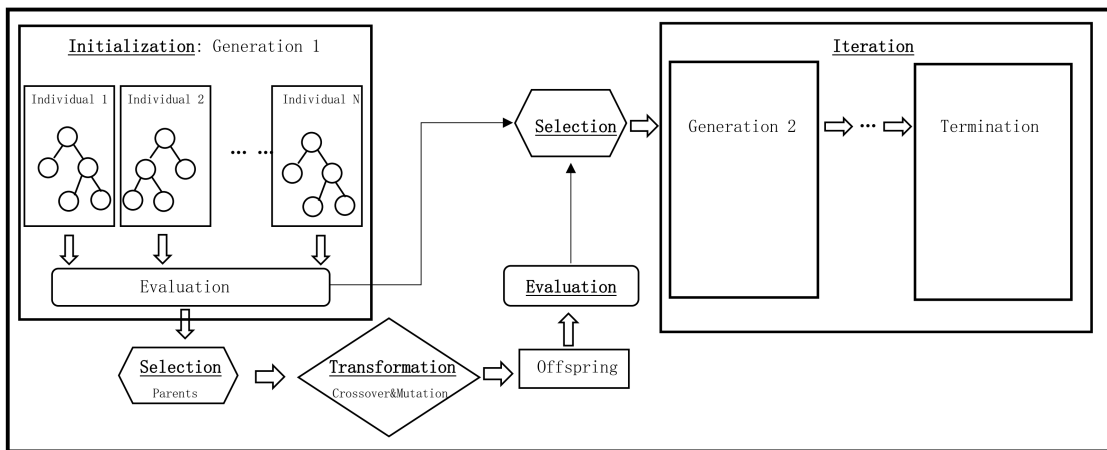 Initialization: Generation 1
Individual 1
Individual 2
Individual N
... ...
Evaluation
Selection
Parents
Transformation
Crossover&Mutation
Offspring
Evaluation
Selection
Iteration
Generation 2
...
Termination